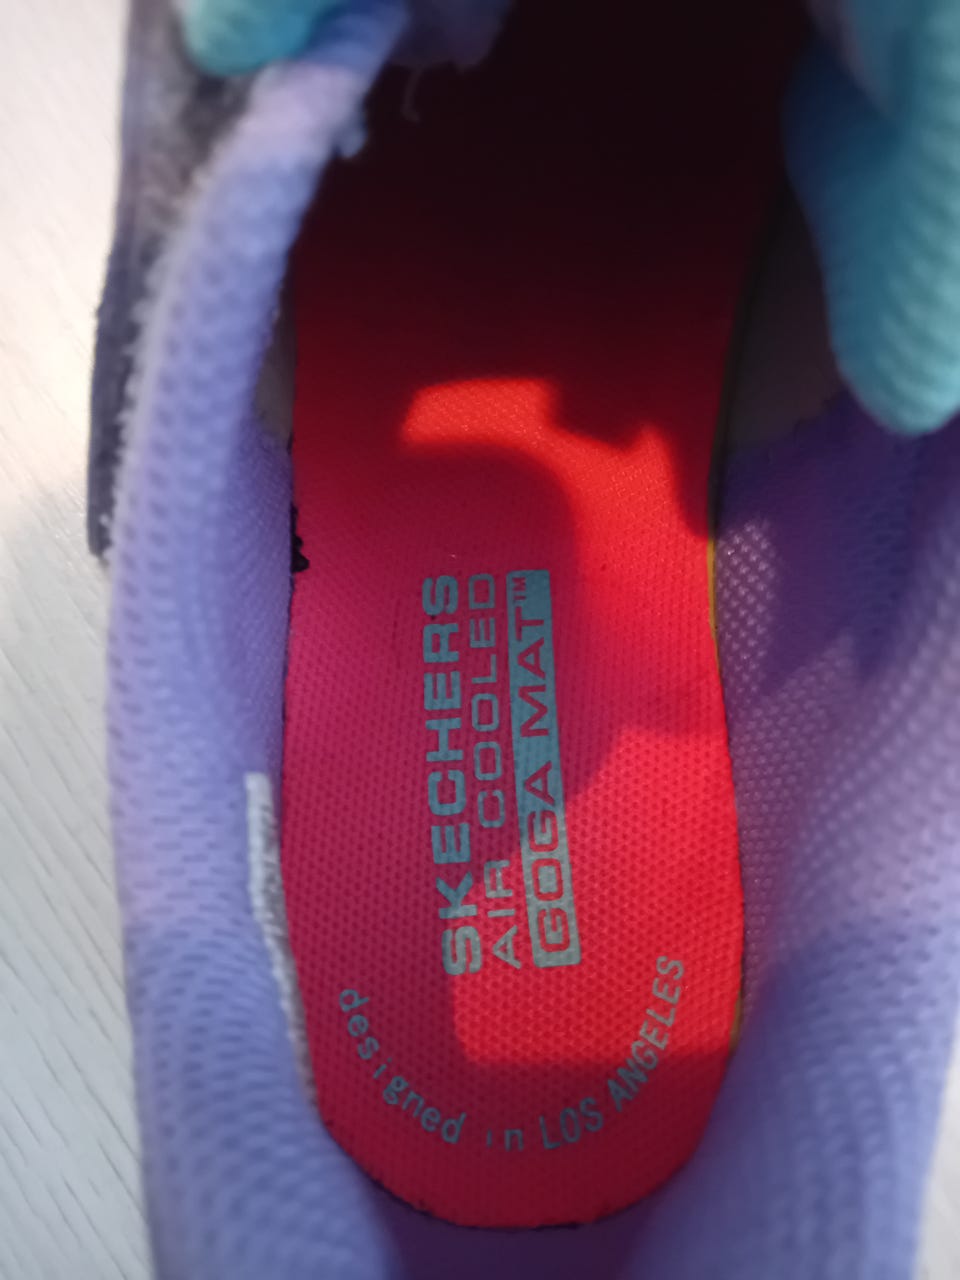 SKECHERS
AIR COOLED
GOGA MAT™
designed in LOS ANGELES